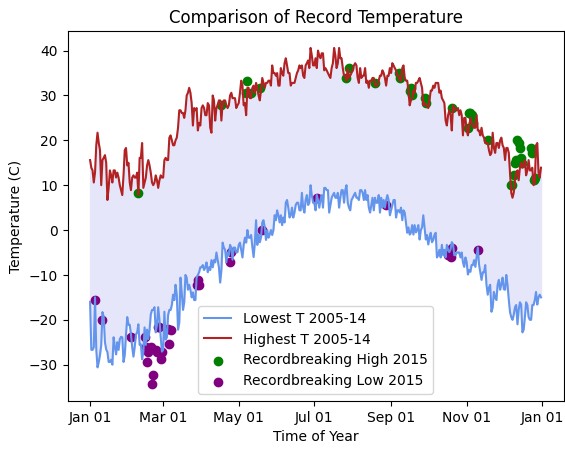 Comparison of Record Temperature
Temperature (C)
40
30
20
10
0
−10
−20
−30
Lowest T 2005-14
Highest T 2005-14
Recordbreaking High 2015
Recordbreaking Low 2015
Jan 01 Mar 01 May 01 Jul 01 Sep 01 Nov 01 Jan 01
Time of Year